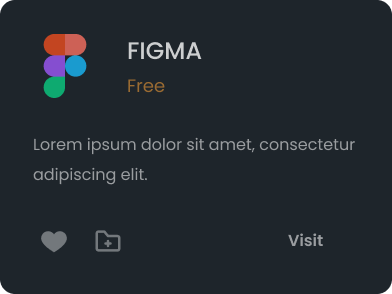 FIGMA
Free
Lorem ipsum dolor sit amet, consectetur
adipiscing elit.
Visit